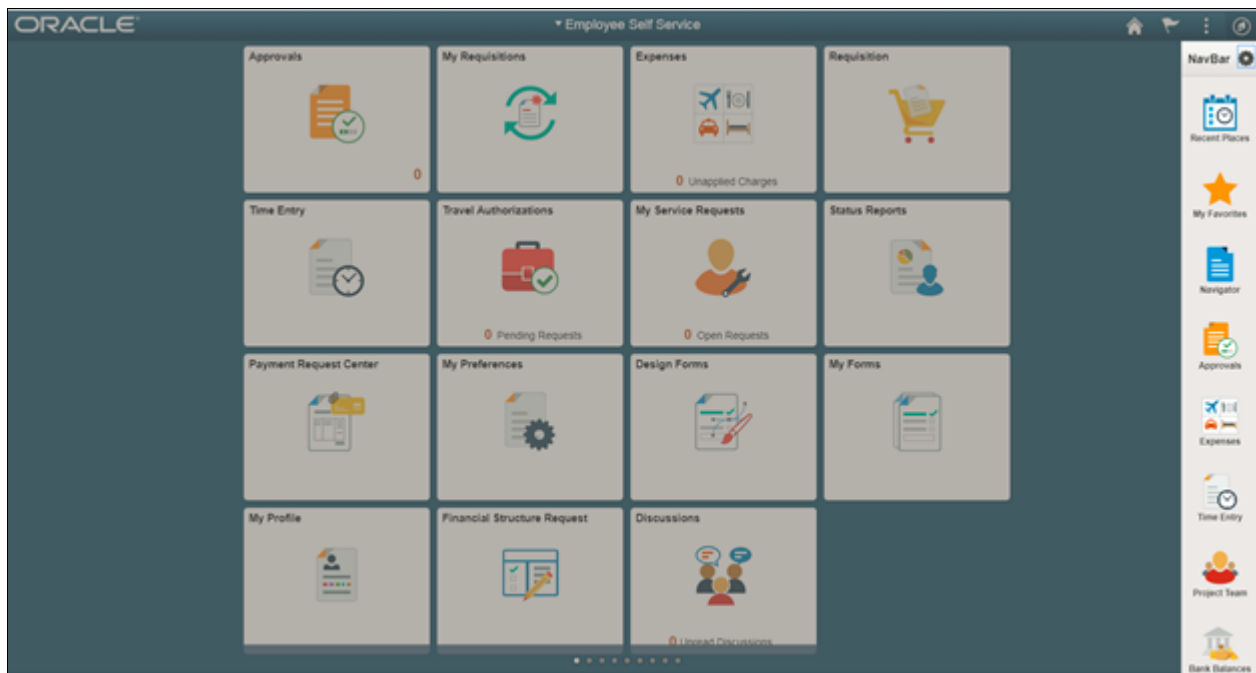 ORACLE
Employee Self Service
NavBar
Approvals
0
My Requisitions
Expenses
0 Unapplied Charges
Requisition
Time Entry
Travel Authorizations
0 Pending Requests
My Service Requests
0 Open Requests
Status Reports
Payment Request Center
My Preferences
Design Forms
My Forms
My Profile
Financial Structure Request
Discussions
0 Unread Discussions
Recent Places
My Favorites
Navigator
Approvals
Expenses
Time Entry
Project Team
Bank Balances